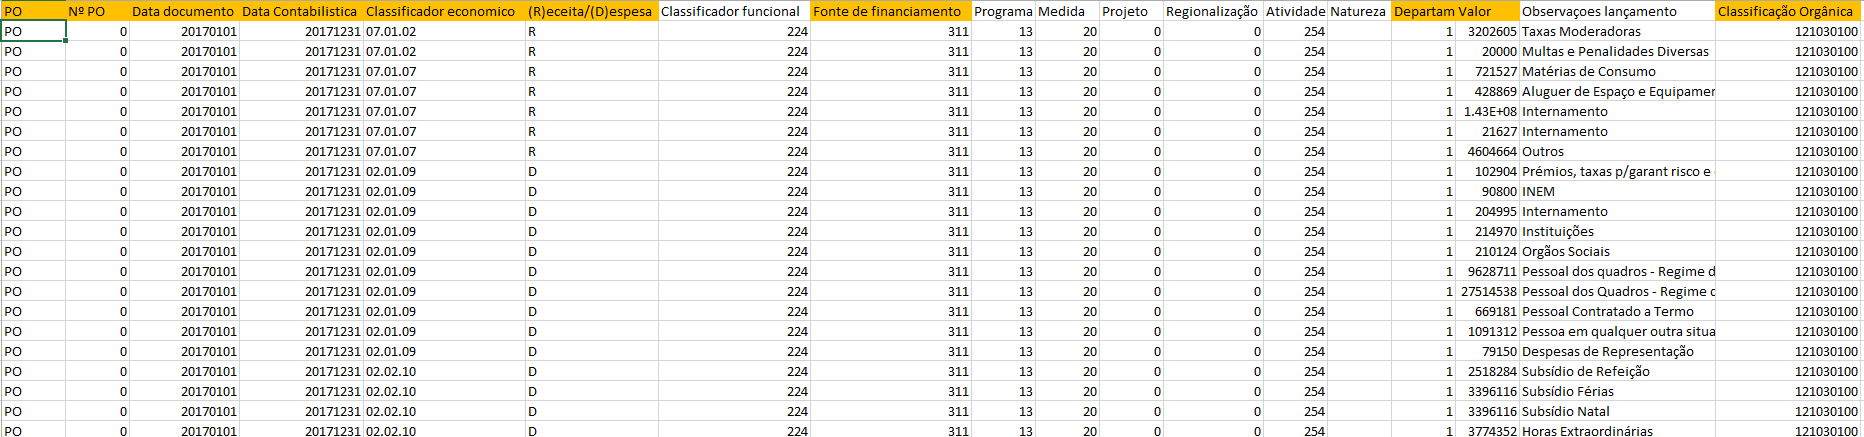 PO Nº PO Data documento Data Contabilistica Classificador economico (R)eceita/(D)espesa Classificador funcional Fonte de financiamento Programa Medida Projeto Regionalização Atividade Natureza Departam Valor Observaçoes lançamento Classificação Orgânica
PO 0 20170101 20171231 07.01.02 R 224 311 13 20 0 0 254 1 3202605 Taxas Moderadoras 121030100
PO 0 20170101 20171231 07.01.02 R 224 311 13 20 0 0 254 1 20000 Multas e Penalidades Diversas 121030100
PO 0 20170101 20171231 07.01.07 R 224 311 13 20 0 0 254 1 721527 Matérias de Consumo 121030100
PO 0 20170101 20171231 07.01.07 R 224 311 13 20 0 0 254 1 428869 Aluguer de Espaço e Equipamer 121030100
PO 0 20170101 20171231 07.01.07 R 224 311 13 20 0 0 254 1 1.43E+08 Internamento 121030100
PO 0 20170101 20171231 07.01.07 R 224 311 13 20 0 0 254 1 21627 Internamento 121030100
PO 0 20170101 20171231 07.01.07 R 224 311 13 20 0 0 254 1 4604664 Outros 121030100
PO 0 20170101 20171231 02.01.09 D 224 311 13 20 0 0 254 1 102904 Prémios, taxas p/garant risco e 121030100
PO 0 20170101 20171231 02.01.09 D 224 311 13 20 0 0 254 1 90800 INEM 121030100
PO 0 20170101 20171231 02.01.09 D 224 311 13 20 0 0 254 1 204995 Internamento 121030100
PO 0 20170101 20171231 02.01.09 D 224 311 13 20 0 0 254 1 214970 Instituições 121030100
PO 0 20170101 20171231 02.01.09 D 224 311 13 20 0 0 254 1 210124 Orgãos Sociais 121030100
PO 0 20170101 20171231 02.01.09 D 224 311 13 20 0 0 254 1 9628711 Pessoal dos quadros - Regime d 121030100
PO 0 20170101 20171231 02.01.09 D 224 311 13 20 0 0 254 1 27514538 Pessoal dos Quadros - Regime d 121030100
PO 0 20170101 20171231 02.01.09 D 224 311 13 20 0 0 254 1 669181 Pessoal Contratado a Termo 121030100
PO 0 20170101 20171231 02.01.09 D 224 311 13 20 0 0 254 1 1091312 Pessoa em qualquer outra situa 121030100
PO 0 20170101 20171231 02.01.09 D 224 311 13 20 0 0 254 1 79150 Despesas de Representação 121030100
PO 0 20170101 20171231 02.02.10 D 224 311 13 20 0 0 254 1 2518284 Subsídio de Refeição 121030100
PO 0 20170101 20171231 02.02.10 D 224 311 13 20 0 0 254 1 3396116 Subsídio Férias 121030100
PO 0 20170101 20171231 02.02.10 D 224 311 13 20 0 0 254 1 3396116 Subsídio Natal 121030100
PO 0 20170101 20171231 02.02.10 D 224 311 13 20 0 0 254 1 3774352 Horas Extraordinárias 121030100